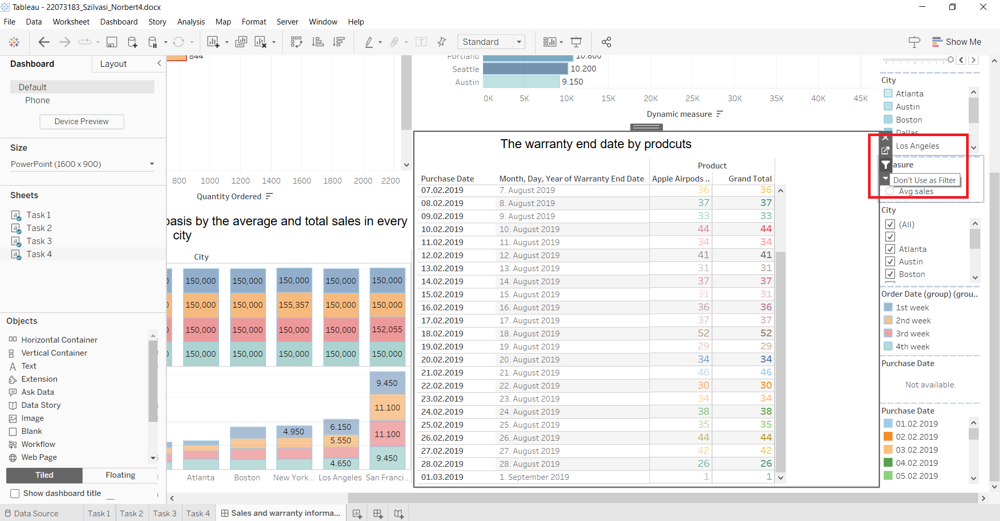 Tableau - 22073183_Szilvasi_Norbert4.docx
File Data Worksheet Dashboard Story Analysis Map Format Server Window Help
Standard
Show Me
Dashboard Layout
Default
Phone
Device Preview
Size
PowerPoint (1600 x 900)
Sheets
Task 1
Task 2
Task 3
Task 4
Objects
Horizontal Container
Vertical Container
Text
Extension
Ask Data
Data Story
Image
Blank
Workflow
Web Page
Tiled Floating
Show dashboard title
844
800 1000 1200 1400 1600 1800 2000 2200
Quantity Ordered
basis by the average and total sales in every
city
City
150,000 150,000 150,000 150,000 150,000
150,000 150,000 155,357 150,000 150,000
150,000 150,000 150,000 150,000 152,055
150,000 150,000 150,000 150,000 150,000
9.450
11.100
11.100
9.450
6.150
5.550
4.650
4.950
Atlanta Boston New York .. Los Angeles San Franci..
Portland 10.800
Seattle 10.200
Austin 9.150
0K 5K 10K 15K 20K 25K 30K 35K 40K 45K
Dynamic measure
The warranty end date by prodcuts
Product
Purchase Date Month, Day, Year of Warranty End Date Apple Airpods .. Grand Total
07.02.2019 7. August 2019 36 36
08.02.2019 8. August 2019 37 37
09.02.2019 9. August 2019 33 33
10.02.2019 10. August 2019 44 44
11.02.2019 11. August 2019 34 34
12.02.2019 12. August 2019 41 41
13.02.2019 13. August 2019 31 31
14.02.2019 14. August 2019 37 37
15.02.2019 15. August 2019 31 31
16.02.2019 16. August 2019 36 36
17.02.2019 17. August 2019 37 37
18.02.2019 18. August 2019 52 52
19.02.2019 19. August 2019 29 29
20.02.2019 20. August 2019 34 34
21.02.2019 21. August 2019 46 46
22.02.2019 22. August 2019 30 30
23.02.2019 23. August 2019 34 34
24.02.2019 24. August 2019 38 38
25.02.2019 25. August 2019 35 35
26.02.2019 26. August 2019 44 44
27.02.2019 27. August 2019 42 42
28.02.2019 28. August 2019 26 26
01.03.2019 1. September 2019 1 1
City
Atlanta
Austin
Boston
Dallas
Los Angeles
asure
Don't Use as Filter
Avg sales
City
(All)
Atlanta
Austin
Boston
Order Date (group) (grou..
1st week
2nd week
3rd week
4th week
Purchase Date
Not available.
Purchase Date
01.02.2019
02.02.2019
03.02.2019
04.02.2019
05.02.2019
Data Source Task 1 Task 2 Task 3 Task 4 Sales and warranty informa...